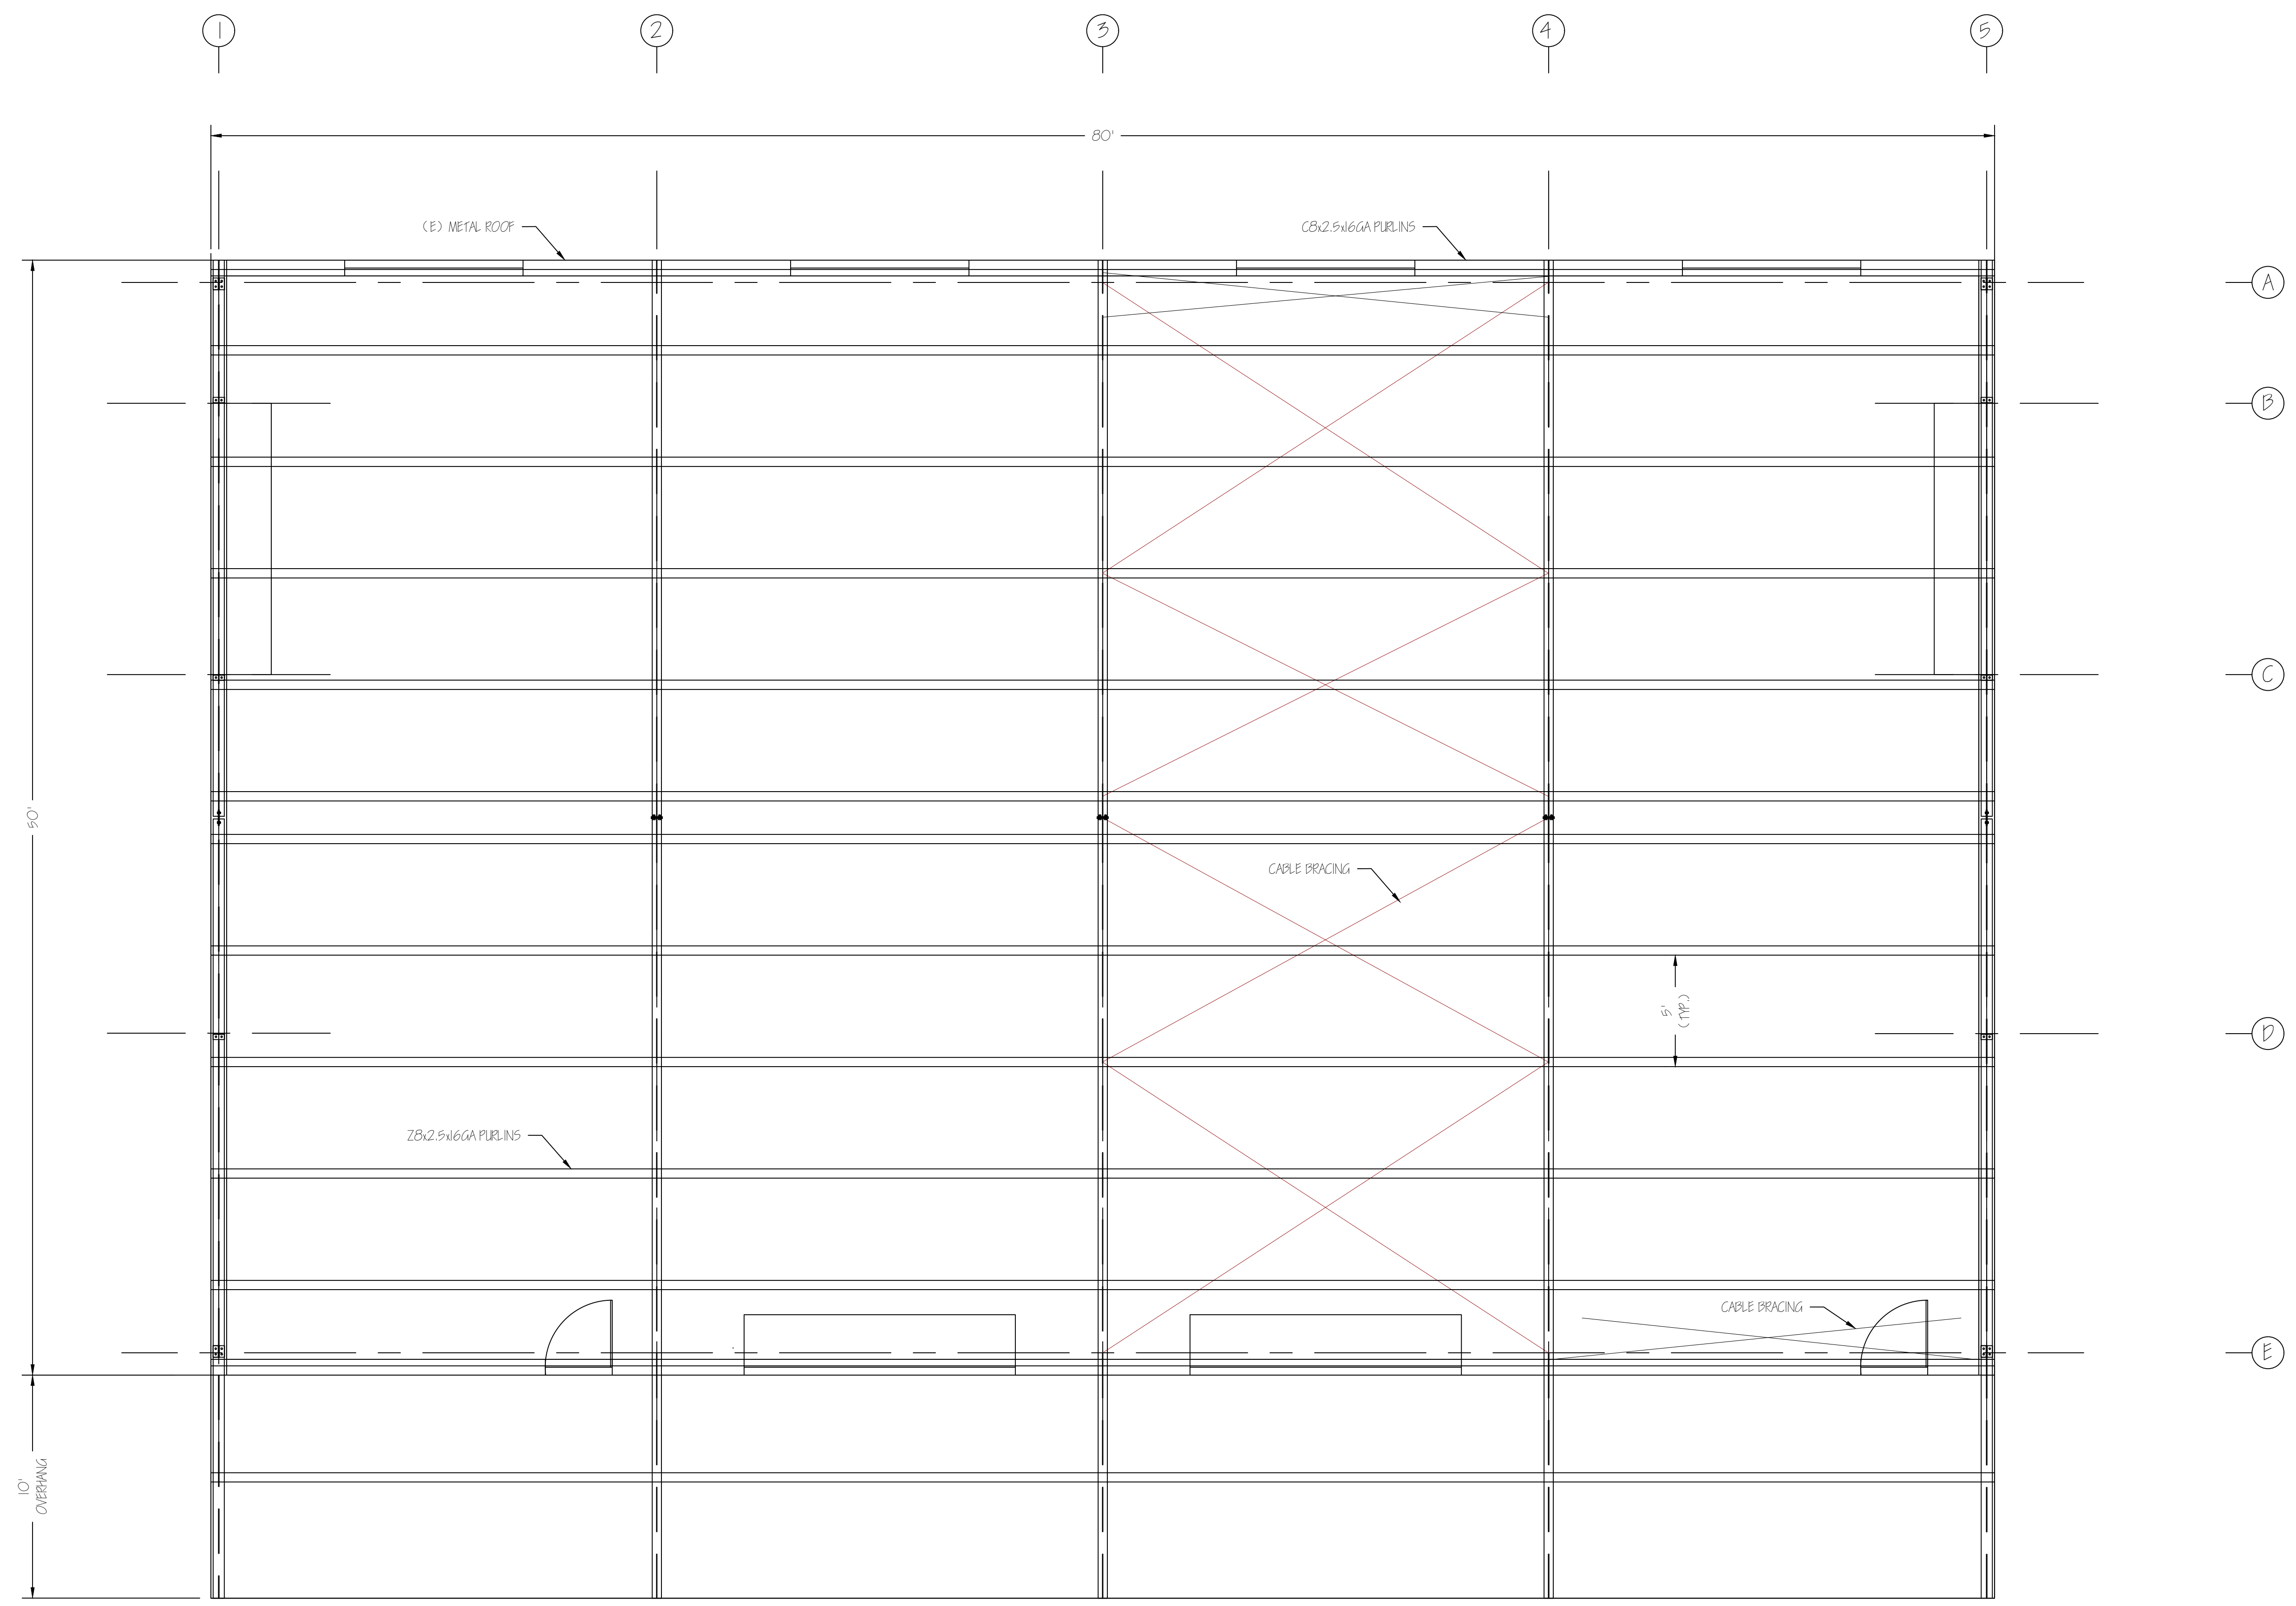 1
2
3
4
5
80'
(E) METAL ROOF
C8x2.5x16GA PURLINS
A
B
C
50'
CABLE BRACING
5'
(TYP.)
D
Z8x2.5x16GA PURLINS
CABLE BRACING
E
10'
OVERHANG